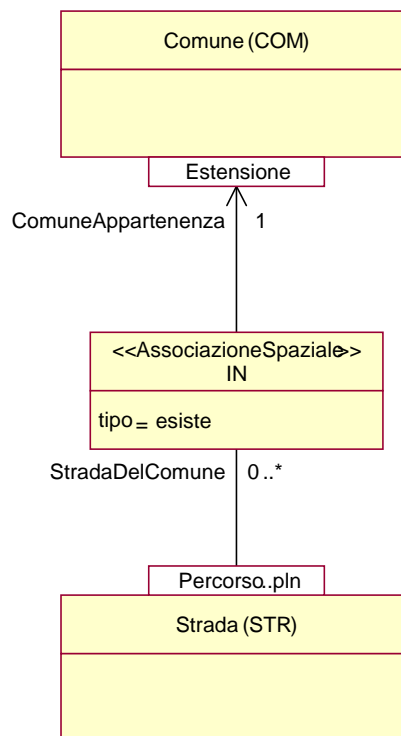 Comune (COM)
Estensione
ComuneAppartenenza 1
<<AssociazioneSpaziale>>
IN
tipo = esiste
StradaDelComune 0..*
Percorso..pln
Strada (STR)